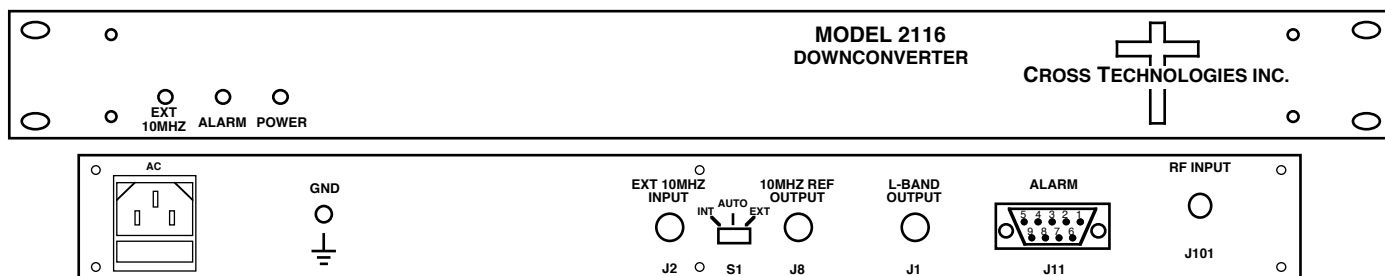 MODEL 2116
DOWNCONVERTER
CROSS TECHNOLOGIES INC.
EXT
10MHZ
ALARM
POWER
AC
GND
EXT 10MHZ
INPUT
INT
AUTO
EXT
10MHZ REF
OUTPUT
L-BAND
OUTPUT
ALARM
RF INPUT
5 4 3 2 1
9 8 7 6
J2
S1
J8
J1
J11
J101